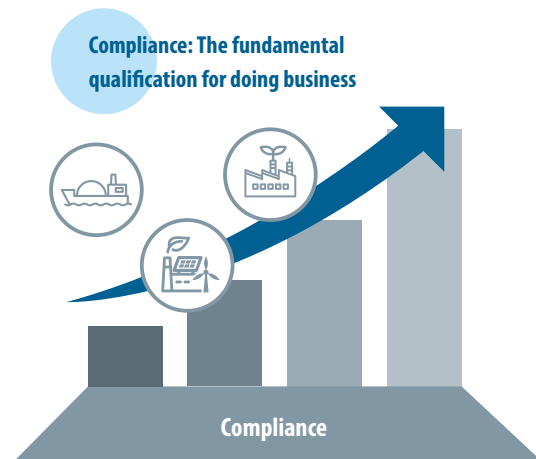 Compliance: The fundamental
qualification for doing business
Compliance